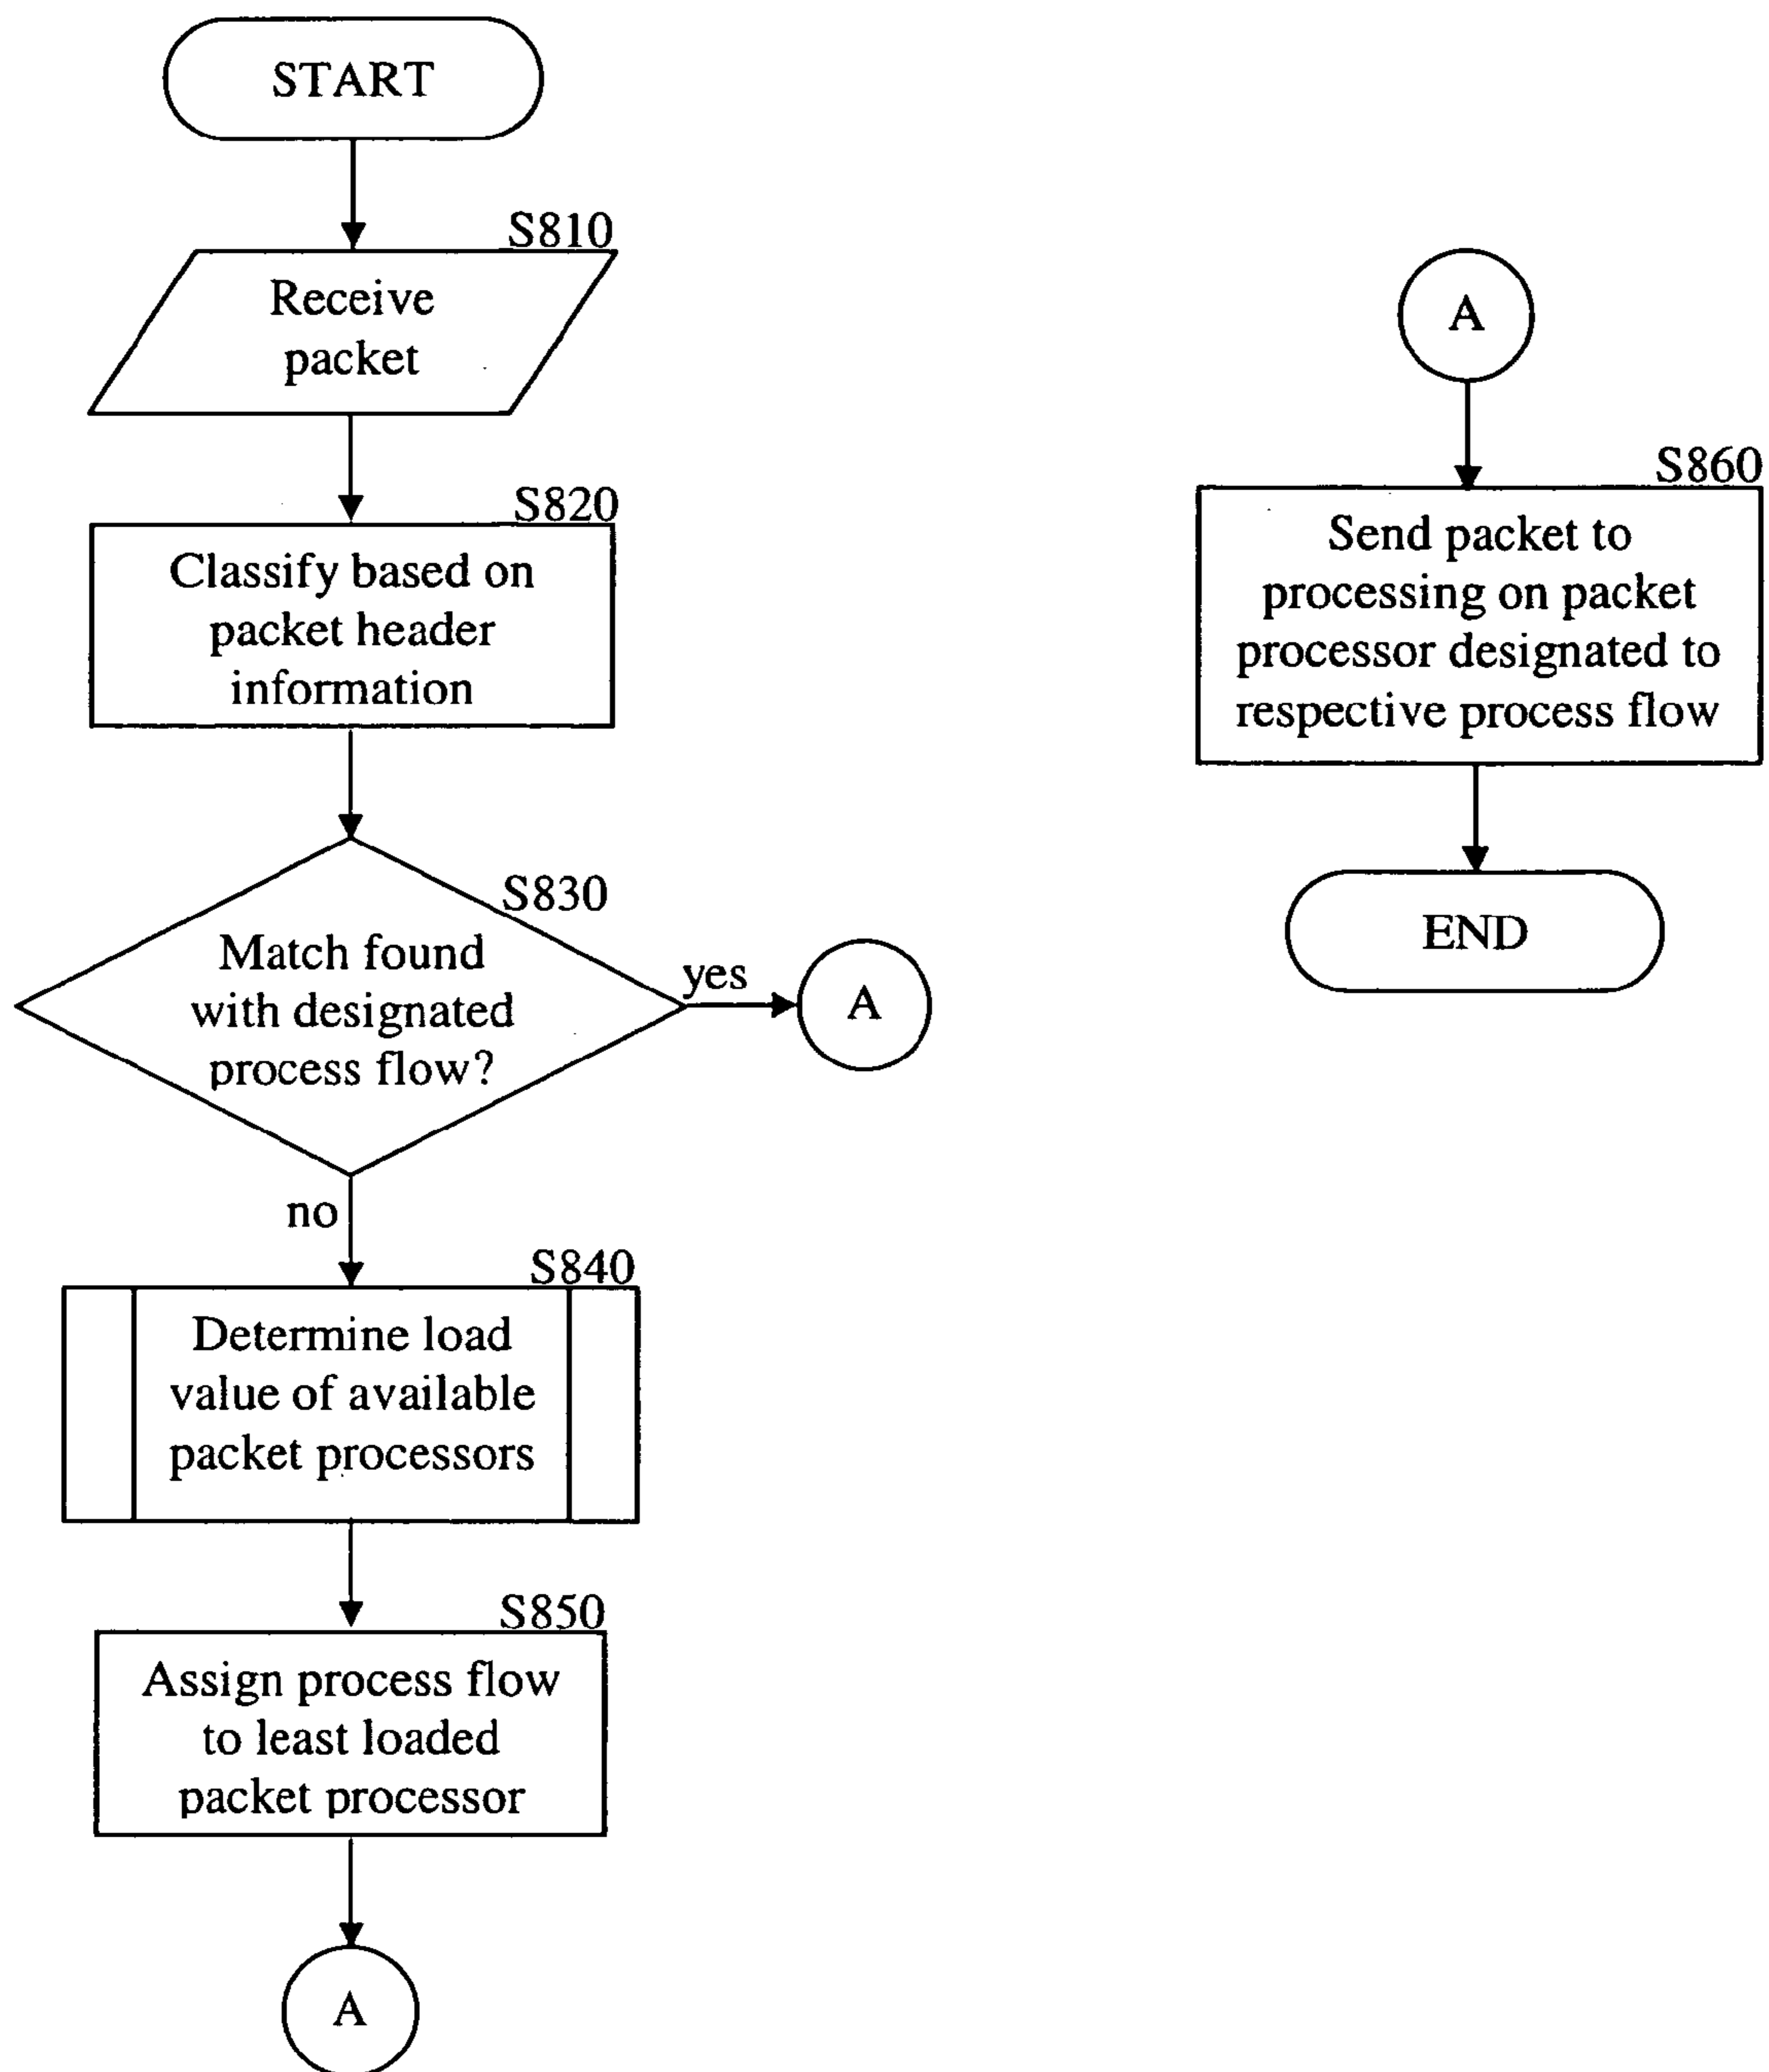 START
S810
Receive
packet
S820
Classify based on
packet header
information
S830
Match found
with designated
process flow?
yes
A
no
S840
Determine load
value of available
packet processors
S850
Assign process flow
to least loaded
packet processor
A
A
S860
Send packet to
processing on packet
processor designated to
respective process flow
END